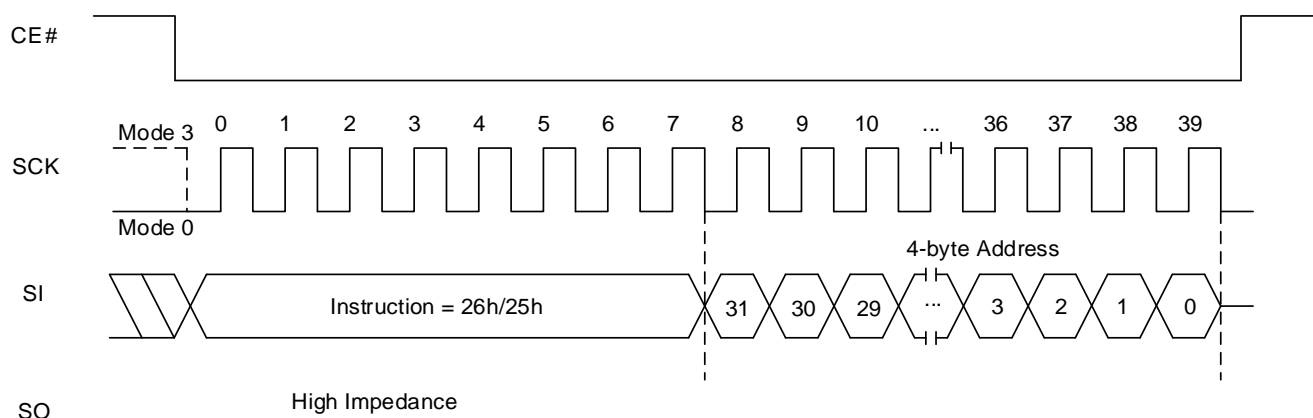 CE#
0 1 2 3 4 5 6 7 8 9 10 ... 36 37 38 39
Mode 3
SCK
Mode 0
4-byte Address
SI Instruction = 26h/25h 31 30 29 ... 3 2 1 0
High Impedance
SO